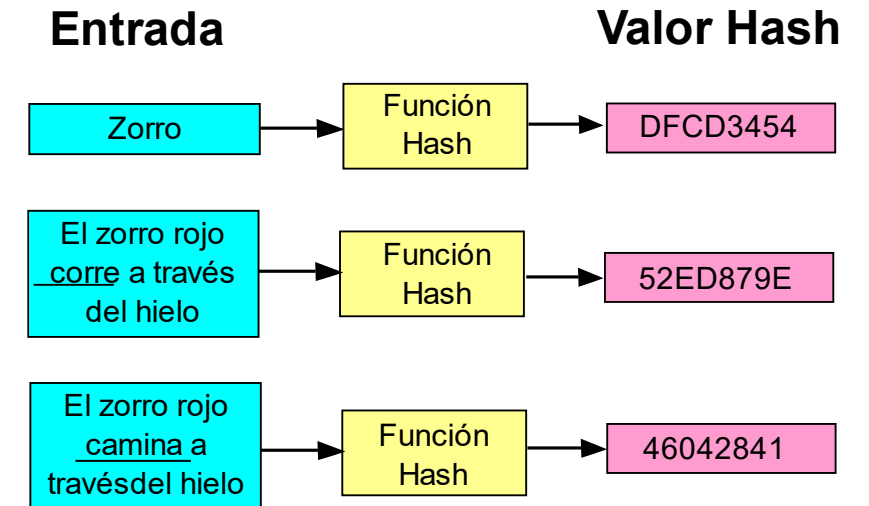 Entrada
Valor Hash
Zorro
Función
Hash
DFCD3454
El zorro rojo
corre a través
del hielo
Función
Hash
52ED879E
El zorro rojo
camina a
travésdel hielo
Función
Hash
46042841